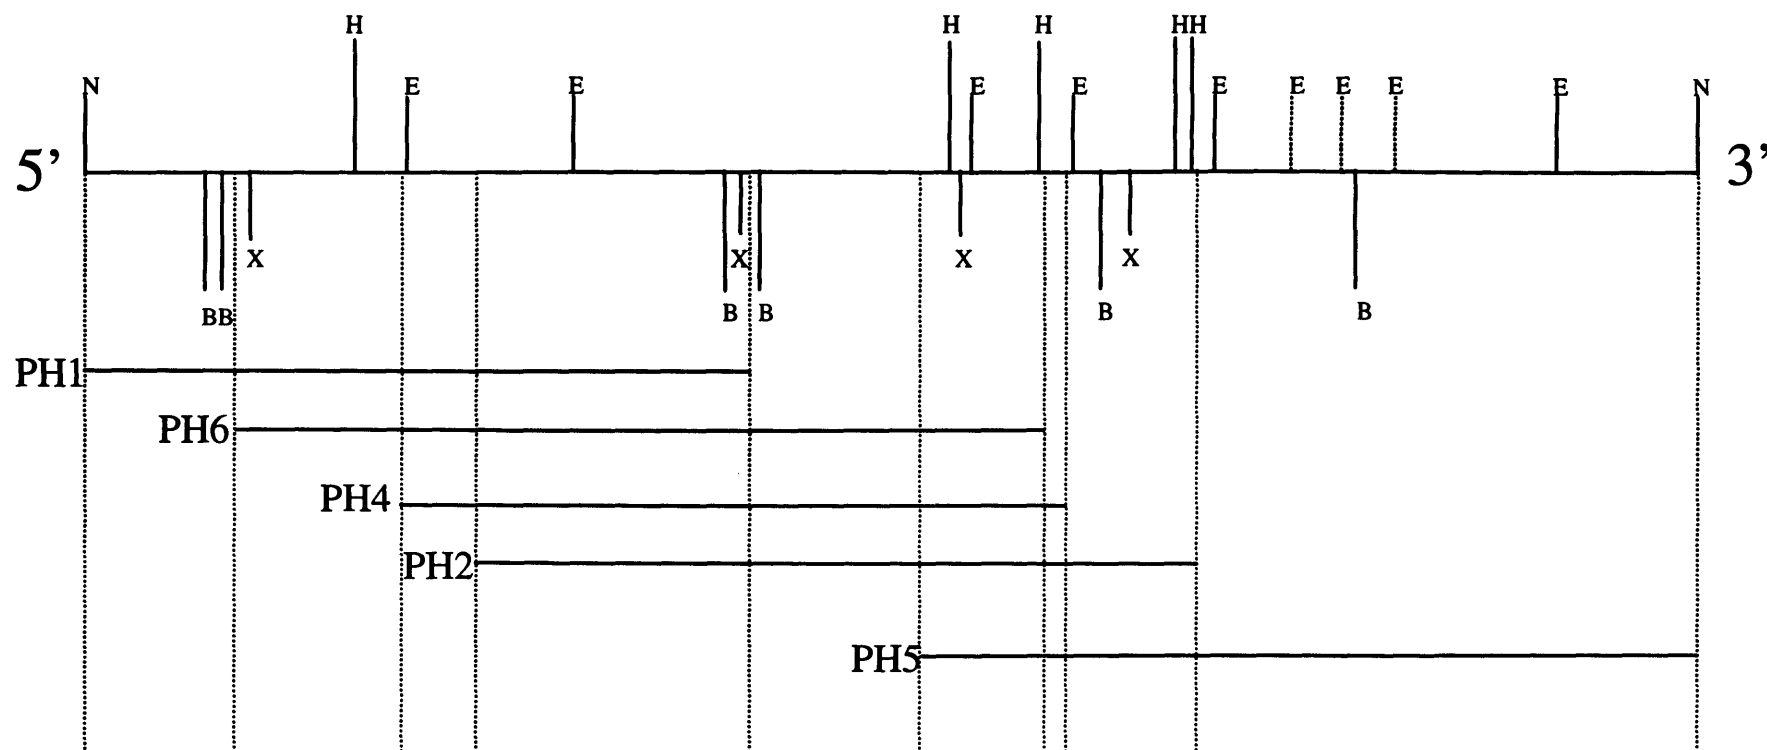 H H H HH
N E E E E E E E E E N
5’ 3’
X X X X
BB B B B B
PH1
PH6
PH4
PH2
PH5